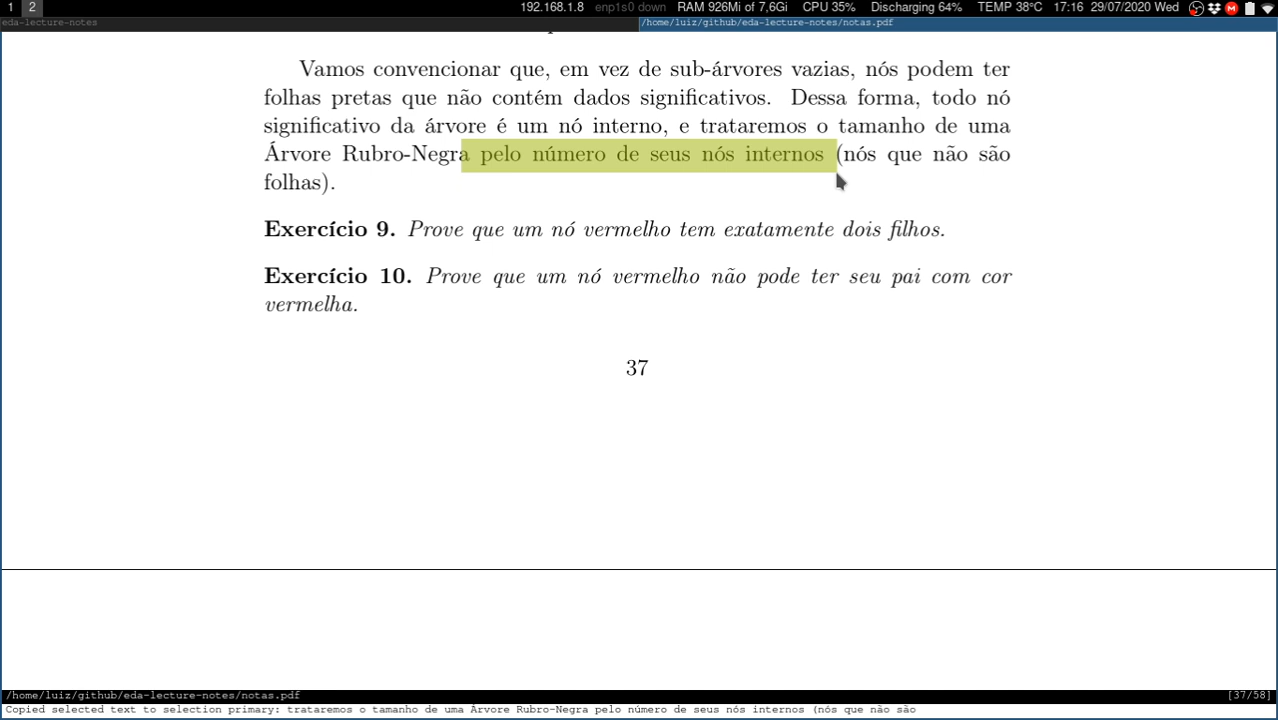 1 2 192.168.1.8 enp1s0 down RAM 926Mi of 7,6Gi CPU 35% Discharging 64% TEMP 38°C 17:16 29/07/2020 Wed
eda-lecture-notes /home/luiz/github/eda-lecture-notes/notas.pdf
Vamos convencionar que, em vez de sub-árvores vazias, nós podem ter
folhas pretas que não contém dados significativos. Dessa forma, todo nó
significativo da árvore é um nó interno, e trataremos o tamanho de uma
Árvore Rubro-Negra pelo número de seus nós internos (nós que não são
folhas).
Exercício 9. Prove que um nó vermelho tem exatamente dois filhos.
Exercício 10. Prove que um nó vermelho não pode ter seu pai com cor
vermelha.
37
/home/luiz/github/eda-lecture-notes/notas.pdf [37/58]
Copied selected text to selection primary: trataremos o tamanho de uma Árvore Rubro-Negra pelo número de seus nós internos (nós que não são